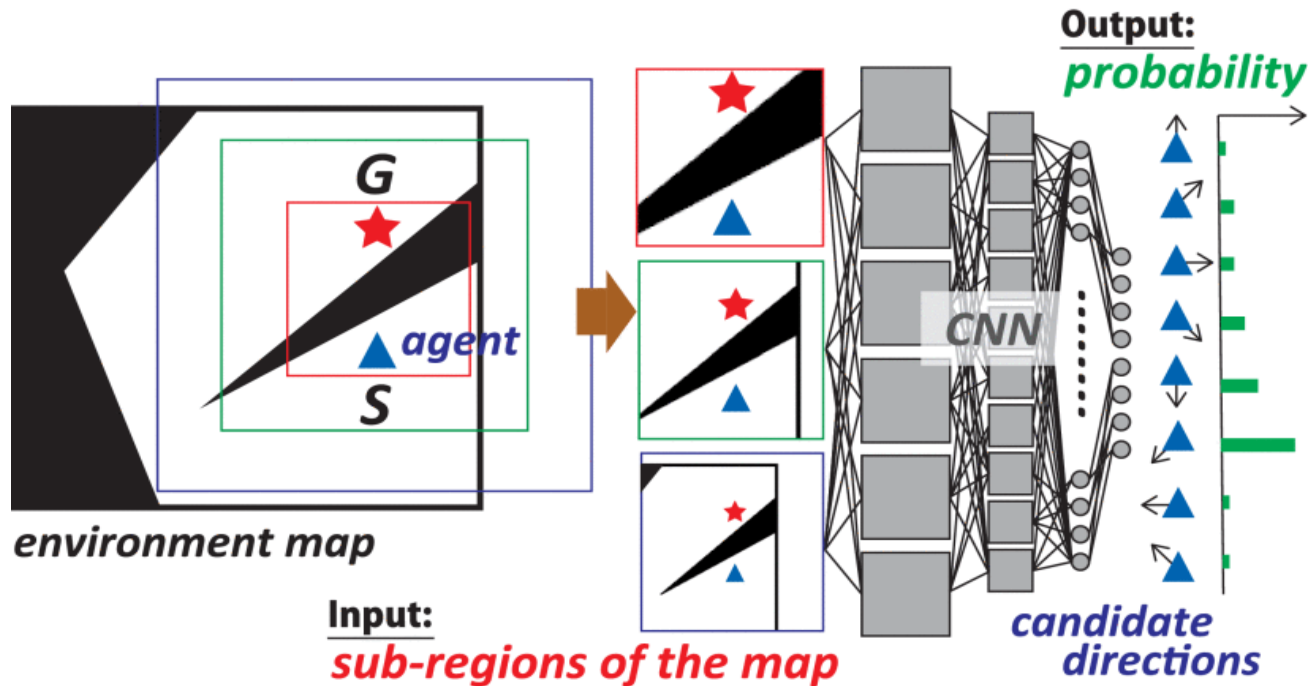 Output:
probability
G
agent
S
CNN
environment map
Input:
sub-regions of the map
candidate
directions